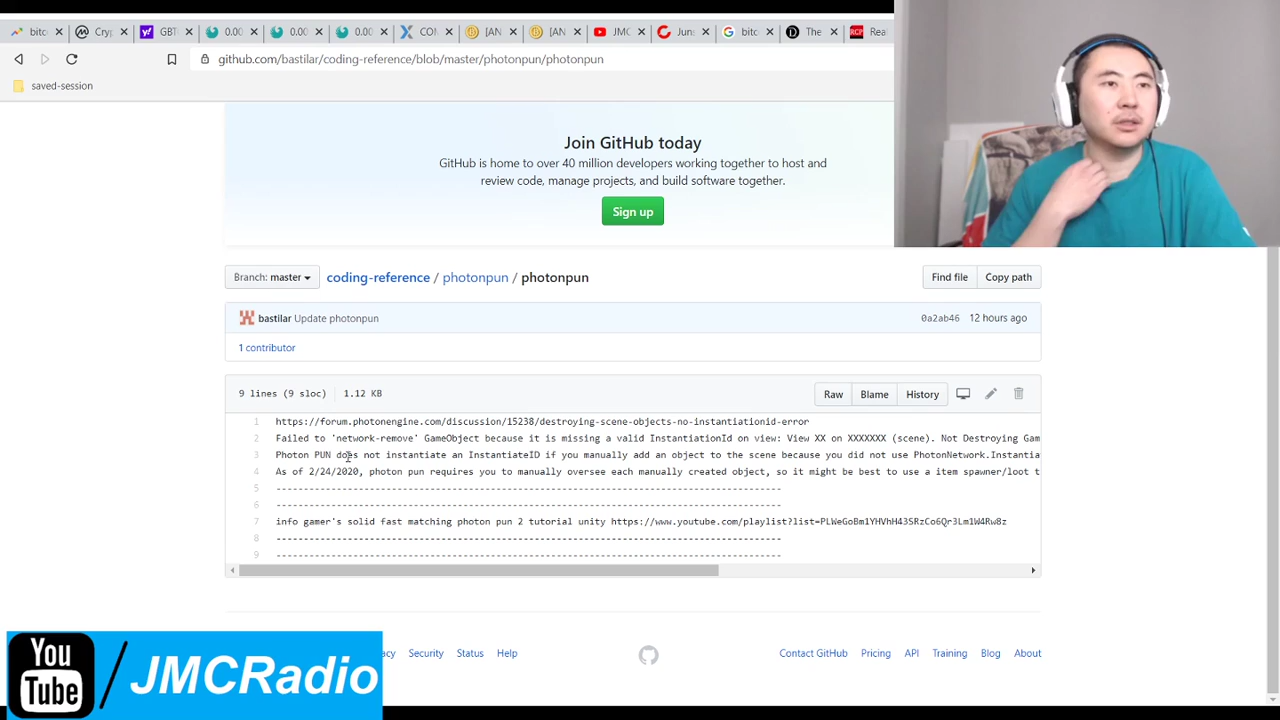 bitc
Cryp
GBT
0.00
0.00
0.00
CON
[AN
[AN
JMC
Juns
bitc
The
Real
github.com/bastilar/coding-reference/blob/master/photonpun/photonpun
saved-session
Join GitHub today
GitHub is home to over 40 million developers working together to host and
review code, manage projects, and build software together.
Sign up
Branch: master
coding-reference / photonpun / photonpun
Find file
Copy path
bastilar Update photonpun
0a2ab46 12 hours ago
1 contributor
9 lines (9 sloc) 1.12 KB
Raw
Blame
History
1 https://forum.photonengine.com/discussion/15238/destroying-scene-objects-no-instantiationid-error
2 Failed to 'network-remove' GameObject because it is missing a valid InstantiationId on view: View XX on XXXXXXX (scene). Not Destroying Gam
3 Photon PUN does not instantiate an InstantiateID if you manually add an object to the scene because you did not use PhotonNetwork.Instantia
4 As of 2/24/2020, photon pun requires you to manually oversee each manually created object, so it might be best to use a item spawner/loot t
5 --------------------------------------------------------------------------------------
6 --------------------------------------------------------------------------------------
7 info gamer's solid fast matching photon pun 2 tutorial unity https://www.youtube.com/playlist?list=PLWeGoBm1YHVhH43SRzCo6Qr3Lm1W4Rw8z
8 --------------------------------------------------------------------------------------
9 --------------------------------------------------------------------------------------
acy
Security
Status
Help
Contact GitHub
Pricing
API
Training
Blog
About
You
Tube
/JMCRadio